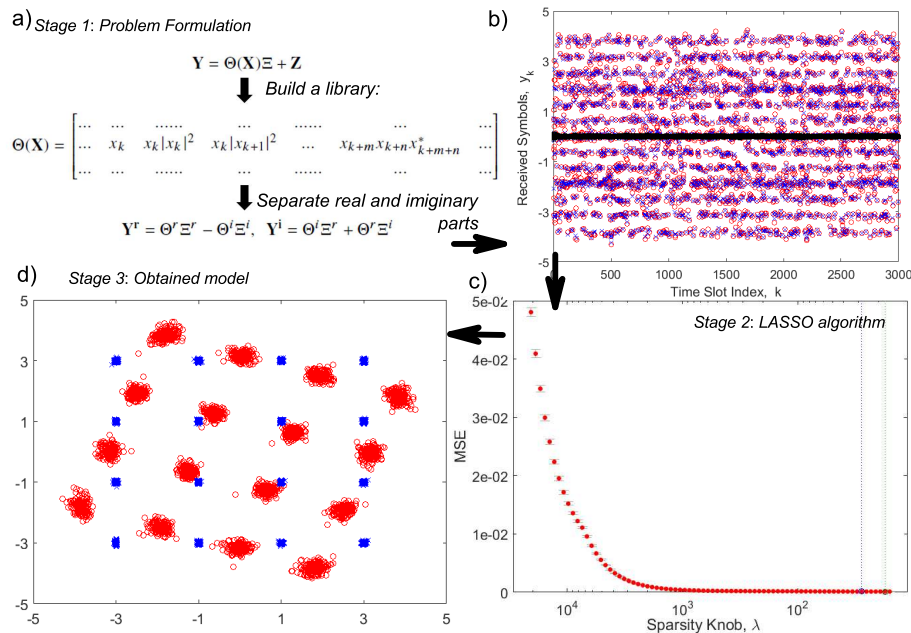 a)
Stage 1: Problem Formulation
Y = Θ(X)Ξ + Z
Build a library:
... ... ...... ... ...... ... ...
Θ(X) = ... x_k x_k|x_k|^2 x_k|x_{k+1}|^2 ... x_{k+m}x_{k+n}x^*_{k+m+n} ...
... ... ...... ... ...... ... ...
Separate real and imiginary
parts
Y^r = Θ^rΞ^r − Θ^iΞ^i, Y^i = Θ^iΞ^r + Θ^rΞ^i
b)
Received Symbols, y_k
5
3
1
-1
-3
-5
500 1000 1500 2000 2500 3000
Time Slot Index, k
c)
Stage 2: LASSO algorithm
MSE
5e-02
4e-02
3e-02
2e-02
1e-02
0
10^4 10^3 10^2
Sparsity Knob, λ
d)
Stage 3: Obtained model
5
3
1
-1
-3
-5
-5 -3 -1 1 3 5